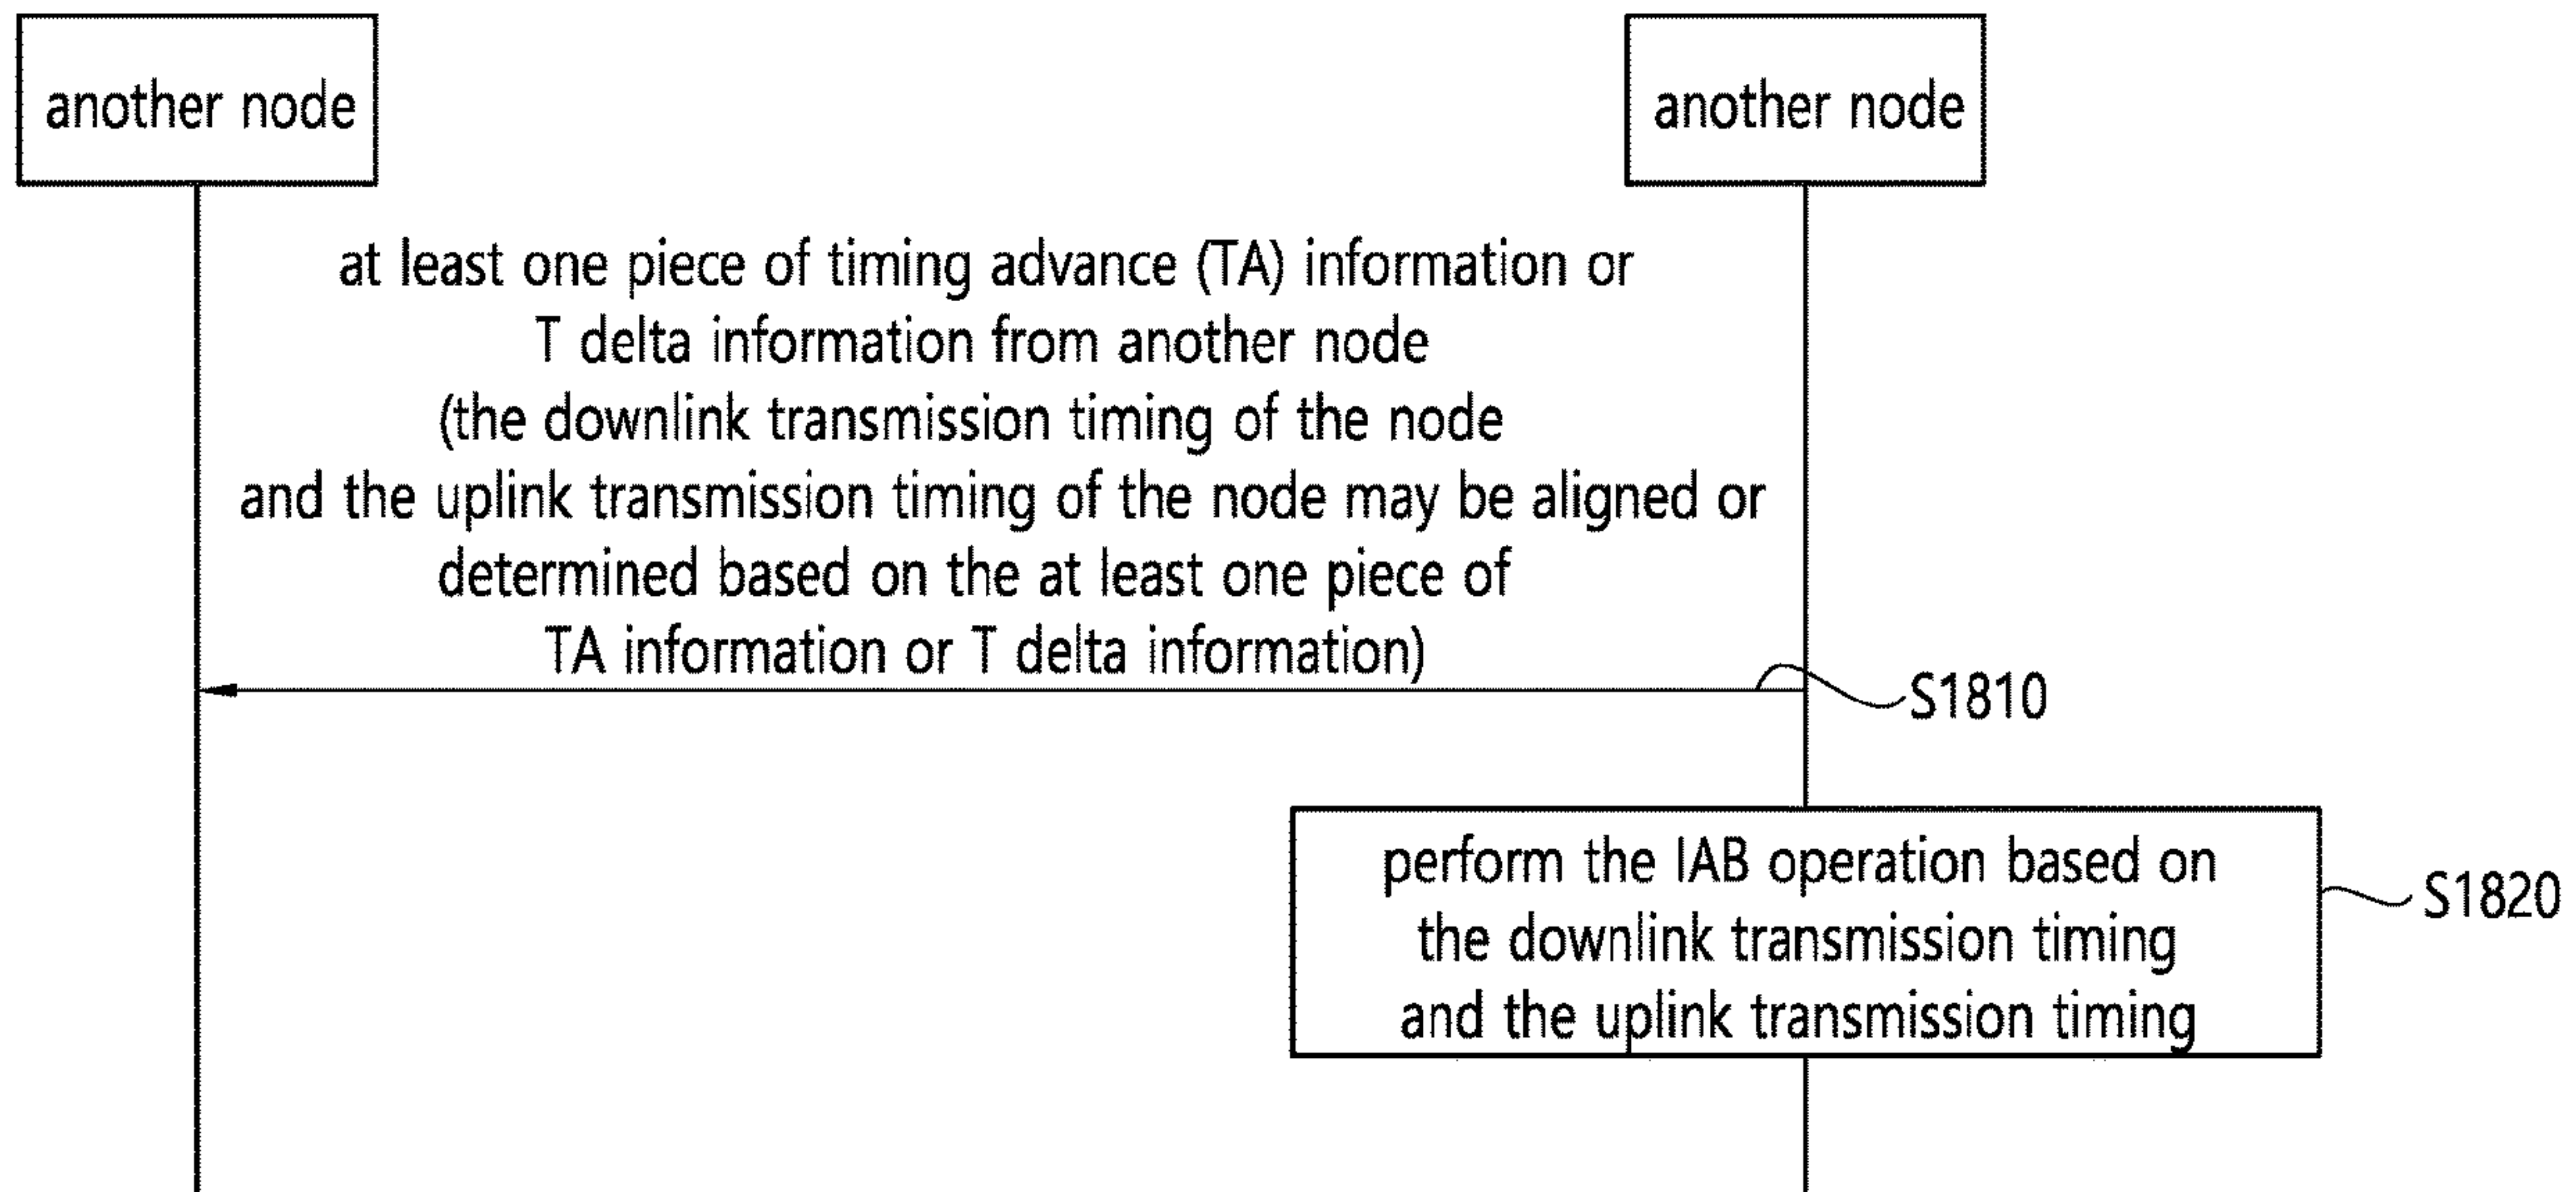 another node
another node
at least one piece of timing advance (TA) information or
T delta information from another node
(the downlink transmission timing of the node
and the uplink transmission timing of the node may be aligned or
determined based on the at least one piece of
TA information or T delta information)
S1810
perform the IAB operation based on
the downlink transmission timing
and the uplink transmission timing
S1820